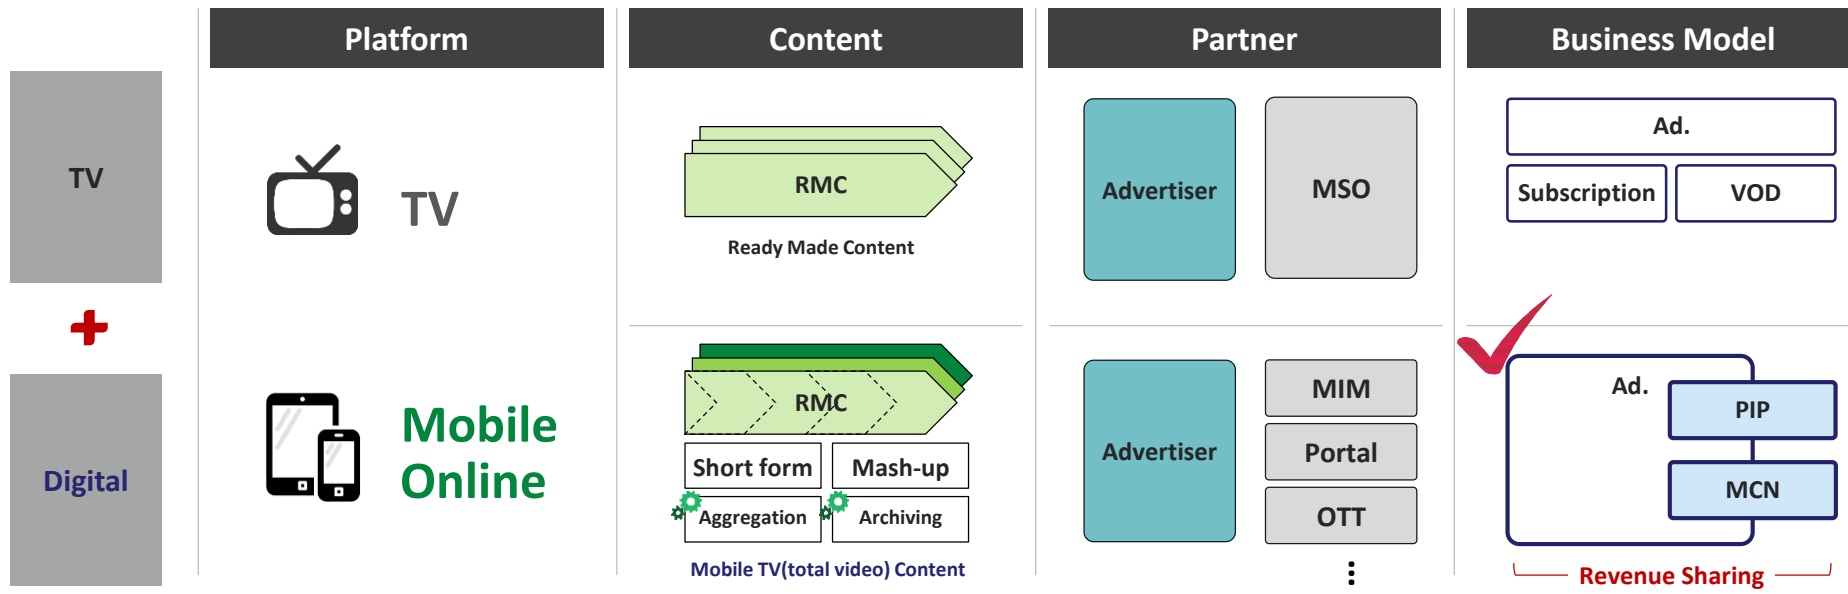 Platform
Content
Partner
Business Model
TV
TV
RMC
Ready Made Content
Advertiser
MSO
Ad.
Subscription
VOD
Digital
Mobile
Online
RMC
Short form
Mash-up
Aggregation
Archiving
Mobile TV(total video) Content
Advertiser
MIM
Portal
OTT
⋮
Ad.
PIP
MCN
Revenue Sharing